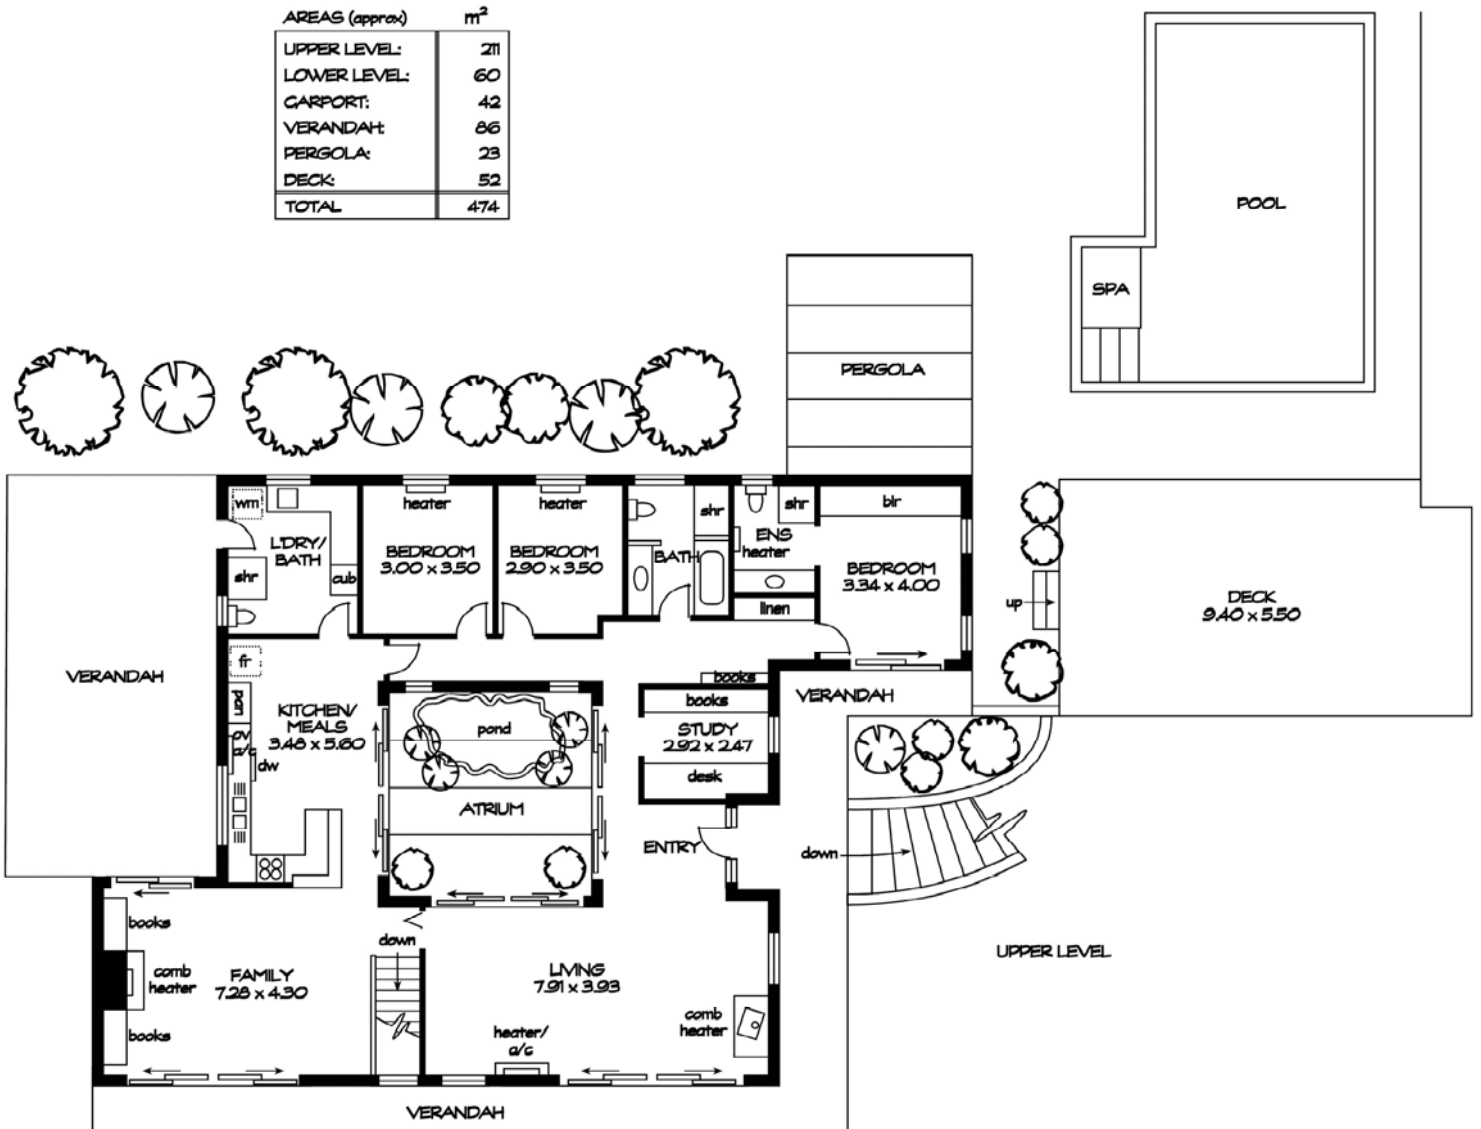 AREAS (approx) m²
UPPER LEVEL: 211
LOWER LEVEL: 60
CARPORT: 42
VERANDAH: 86
PERGOLA: 23
DECK: 52
TOTAL 474
POOL
SPA
PERGOLA
wm
L'DRY/
BATH
shr
cub
heater
BEDROOM
3.00 x 3.50
heater
BEDROOM
2.90 x 3.50
BATH
shr
ENS
heater
shr
linen
bir
BEDROOM
3.34 x 4.00
up
DECK
9.40 x 5.50
VERANDAH
fr
pan
ov
a/c
dw
KITCHEN/
MEALS
3.48 x 5.60
pond
ATRIUM
books
books
STUDY
2.92 x 2.47
desk
VERANDAH
ENTRY
down
UPPER LEVEL
books
comb
heater
books
FAMILY
7.28 x 4.30
down
LIVING
7.91 x 3.93
heater/
a/c
comb
heater
VERANDAH